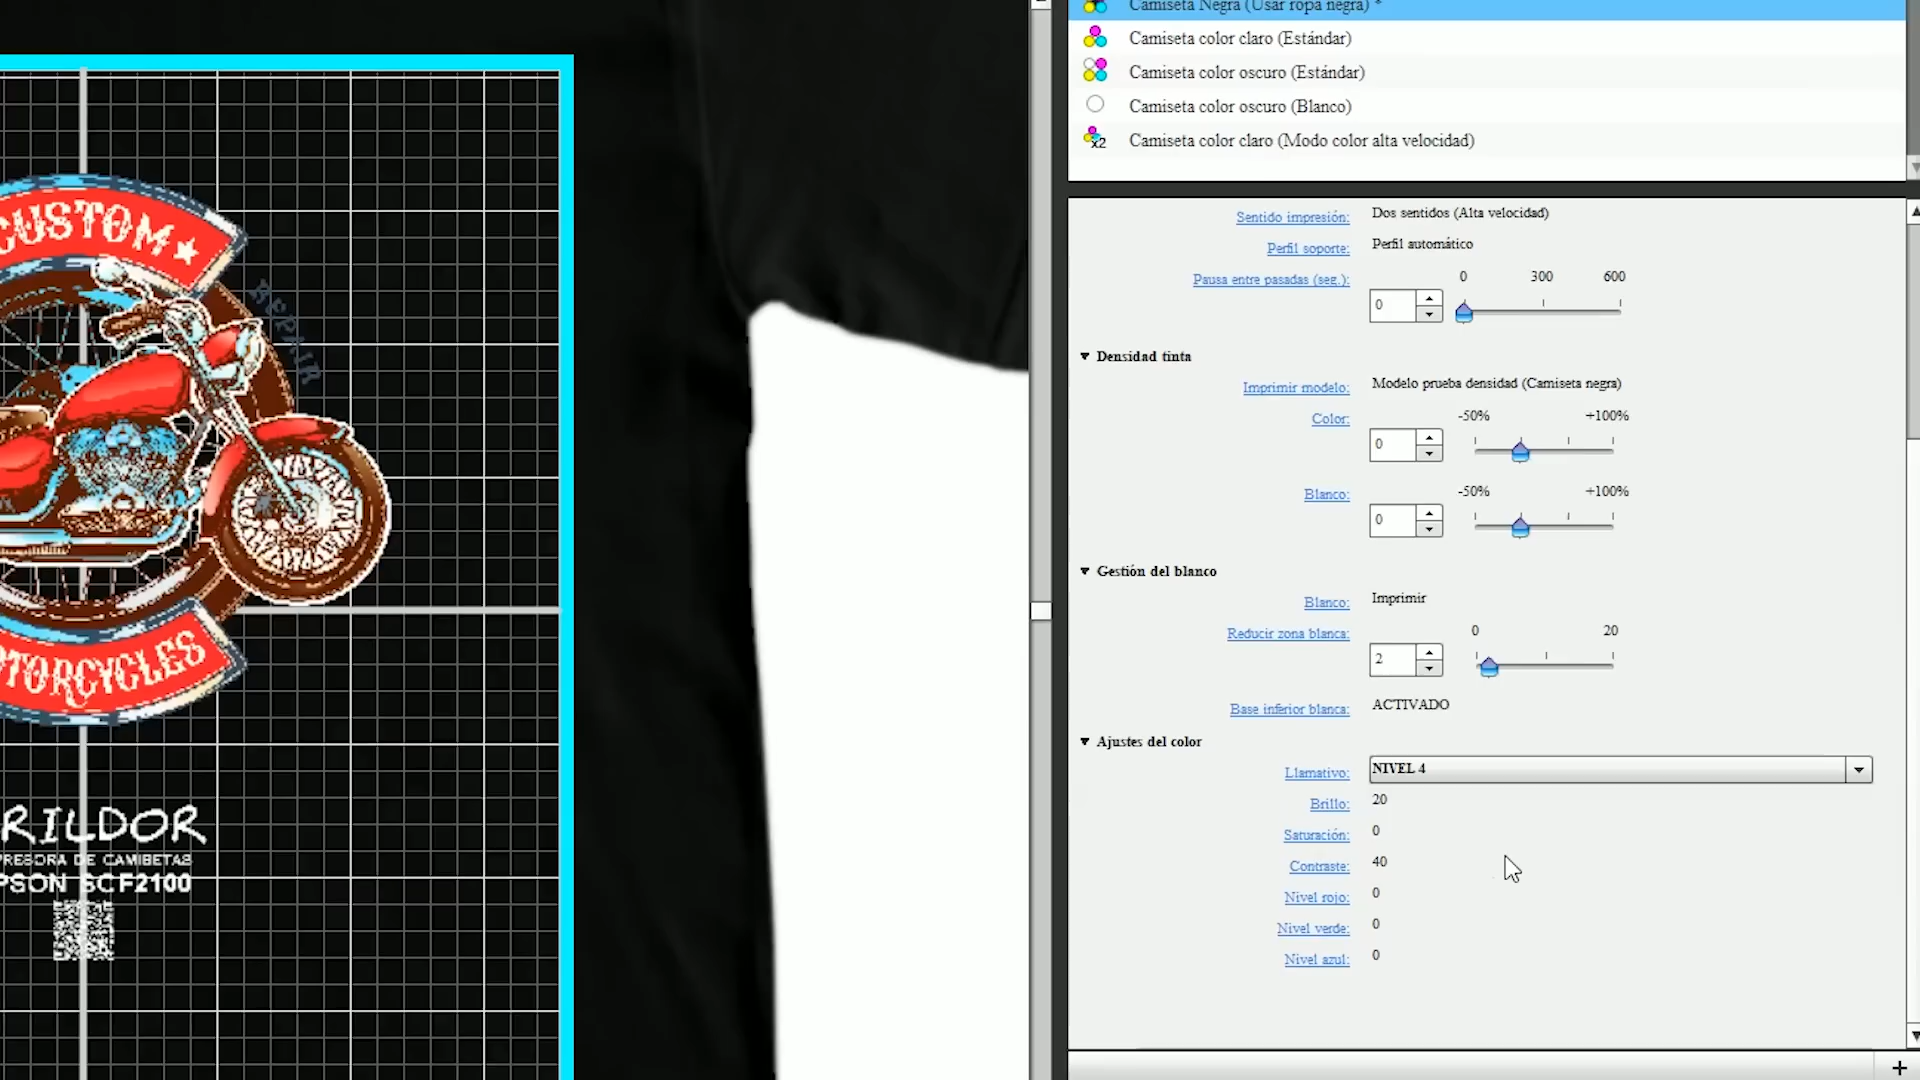 Camiseta Negra (Usar ropa negra) *
Camiseta color claro (Estándar)
Camiseta color oscuro (Estándar)
Camiseta color oscuro (Blanco)
x2 Camiseta color claro (Modo color alta velocidad)
Sentido impresión: Dos sentidos (Alta velocidad)
Perfil soporte: Perfil automático
Pausa entre pasadas (seg.): 0 300 600
0
Densidad tinta
Imprimir modelo: Modelo prueba densidad (Camiseta negra)
Color: -50% +100%
0
Blanco: -50% +100%
0
Gestión del blanco
Blanco: Imprimir
Reducir zona blanca: 0 20
2
Base inferior blanca: ACTIVADO
Ajustes del color
Llamativo: NIVEL 4
Brillo: 20
Saturación: 0
Contraste: 40
Nivel rojo: 0
Nivel verde: 0
Nivel azul: 0
CUSTOM
REPAIR
OTORCYCLES
RILDOR
PRESORA DE CAMISETAS
PSON SCF2100